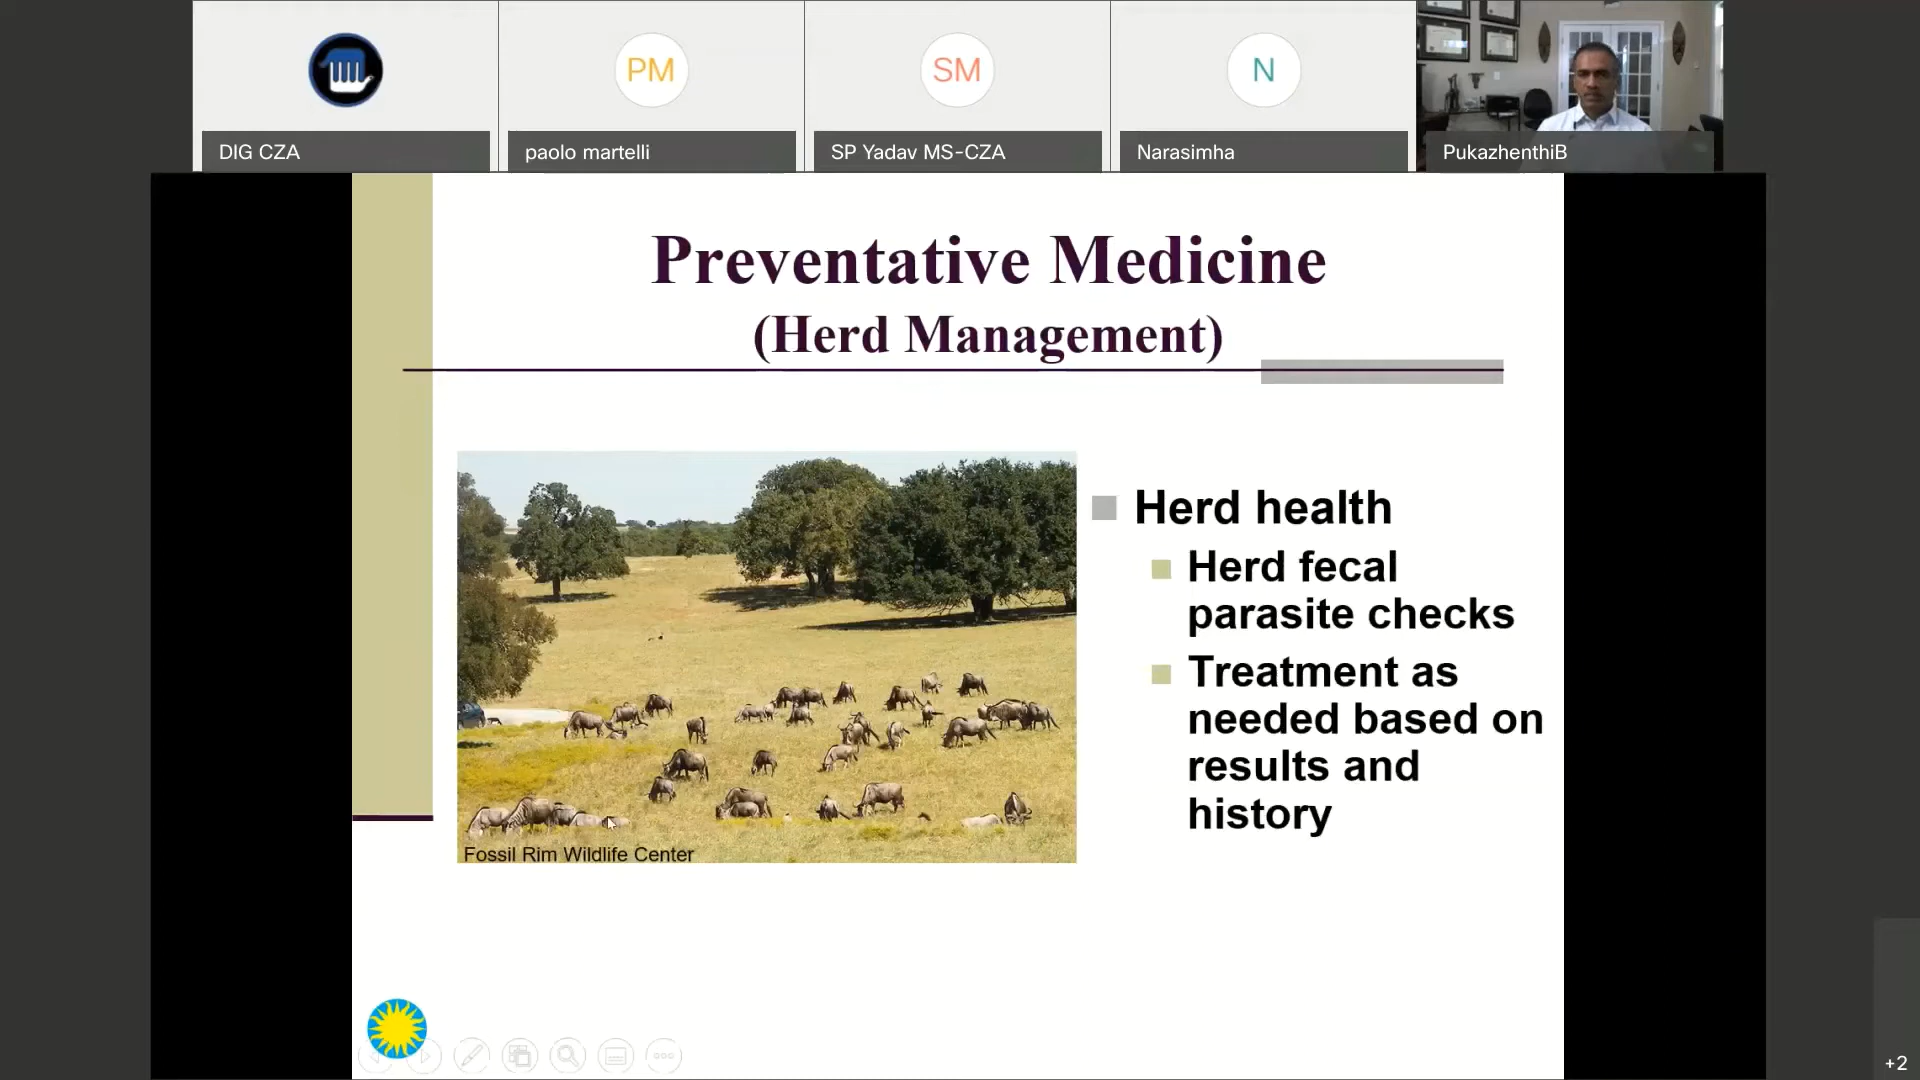 PM
SM
N
DIG CZA
paolo martelli
SP Yadav MS-CZA
Narasimha
PukazhenthiB
Preventative Medicine
(Herd Management)
Herd health
Herd fecal
parasite checks
Treatment as
needed based on
results and
history
Fossil Rim Wildlife Center
+2